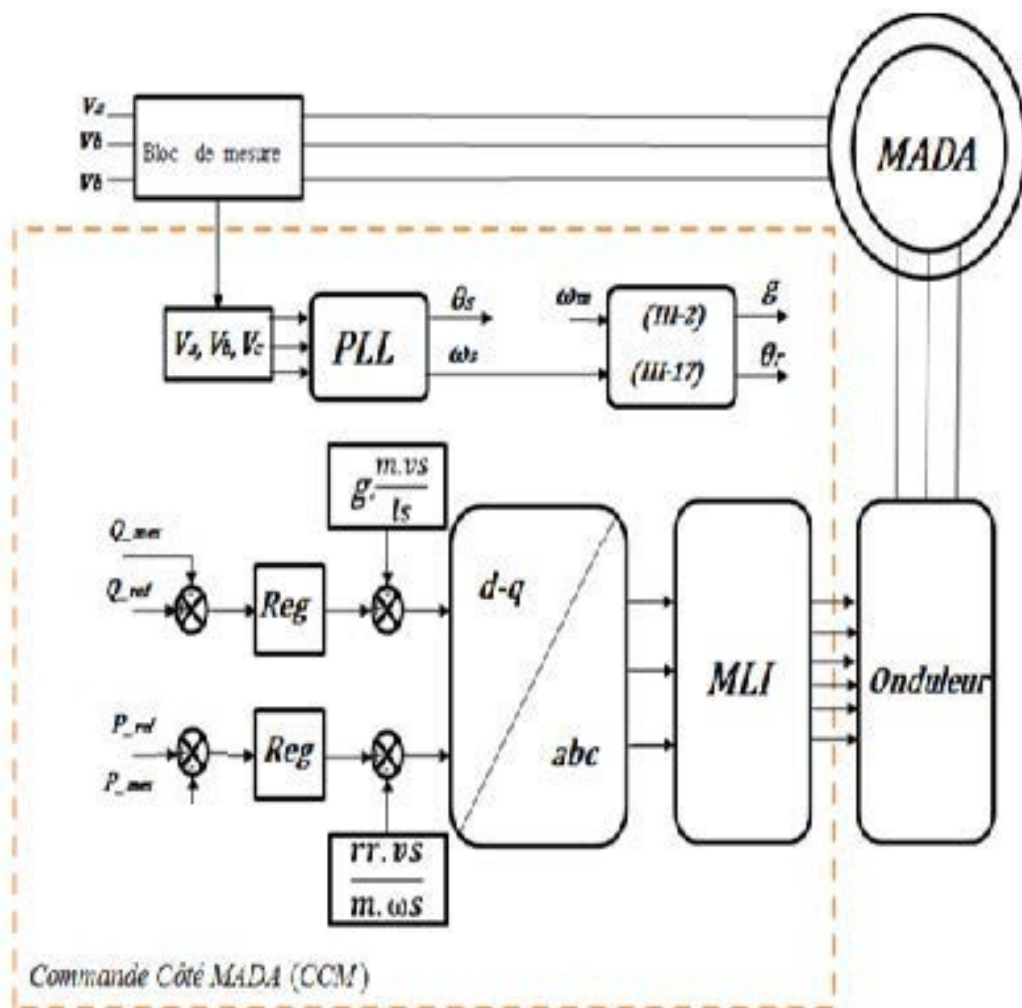 Va
Vb
Vb
Bloc de mesure
MADA
Va, Vb, Vc
PLL
θs
ωs
ωm
(III-2)
(III-17)
g
θr
g. m.vs
ls
Q_mes
Q_ref
Reg
d-q
abc
MLI
Onduleur
P_ref
P_mes
Reg
rr.vs
m.ωs
Commande Côté MADA (CCM)